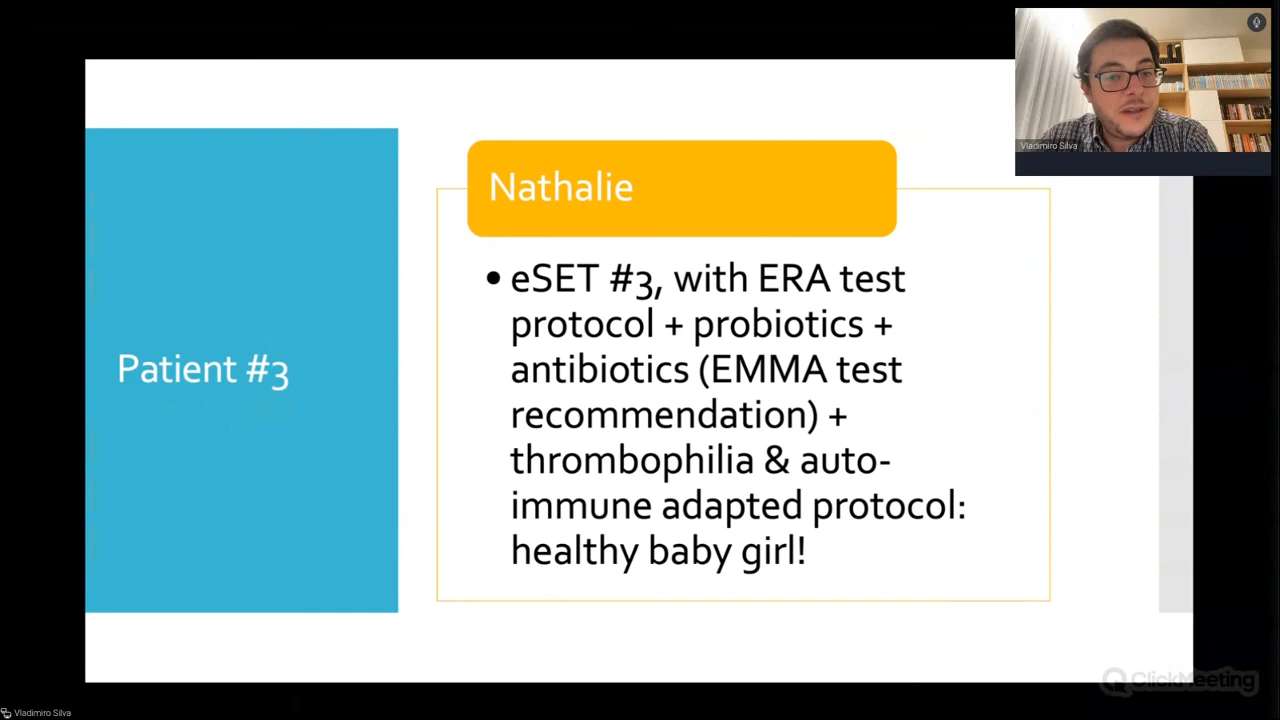 Vladimiro Silva
Nathalie
Patient #3
• eSET #3, with ERA test
protocol + probiotics +
antibiotics (EMMA test
recommendation) +
thrombophilia & auto-
immune adapted protocol:
healthy baby girl!
ClickMeeting
Vladimiro Silva